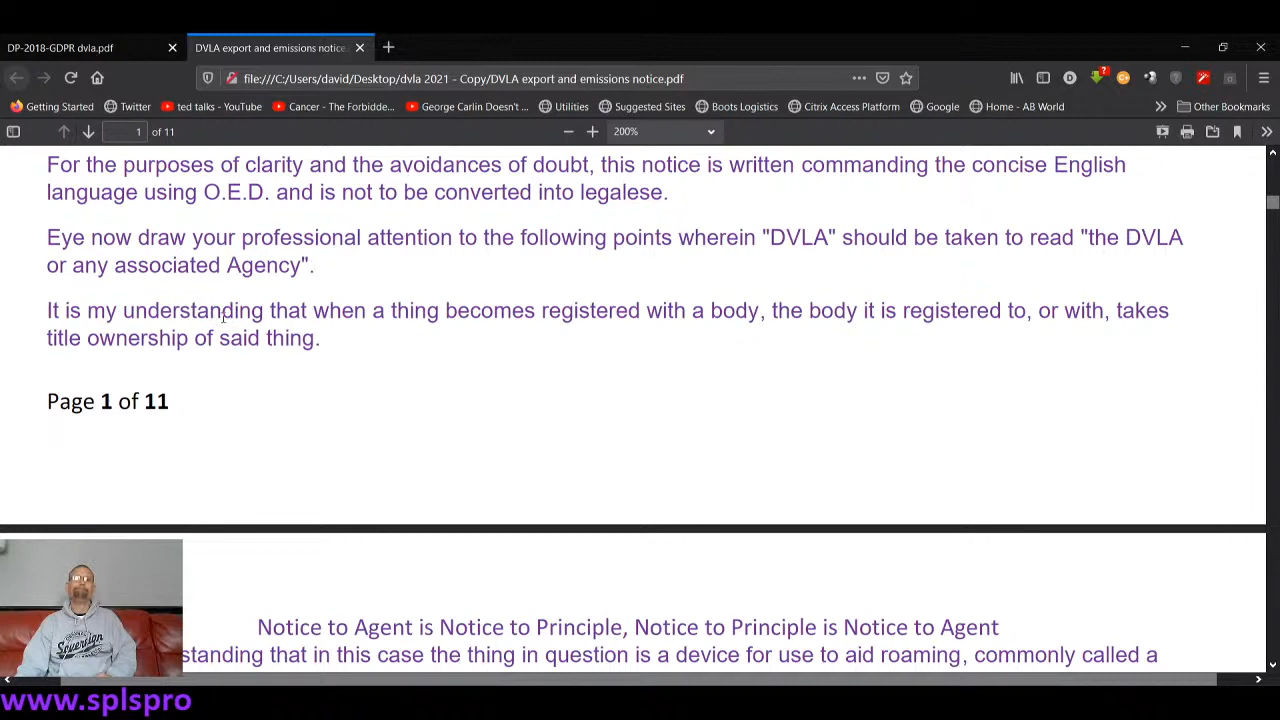 DP-2018-GDPR dvla.pdf
DVLA export and emissions notice
file:///C:/Users/david/Desktop/dvla 2021 - Copy/DVLA export and emissions notice.pdf
Getting Started Twitter ted talks - YouTube Cancer - The Forbidde... George Carlin Doesn't... Utilities Suggested Sites Boots Logistics Citrix Access Platform Google Home - AB World Other Bookmarks
1 of 11 200%
For the purposes of clarity and the avoidances of doubt, this notice is written commanding the concise English
language using O.E.D. and is not to be converted into legalese.
Eye now draw your professional attention to the following points wherein "DVLA" should be taken to read "the DVLA
or any associated Agency".
It is my understanding that when a thing becomes registered with a body, the body it is registered to, or with, takes
title ownership of said thing.
Page 1 of 11
Notice to Agent is Notice to Principle, Notice to Principle is Notice to Agent
standing that in this case the thing in question is a device for use to aid roaming, commonly called a
www.splspro